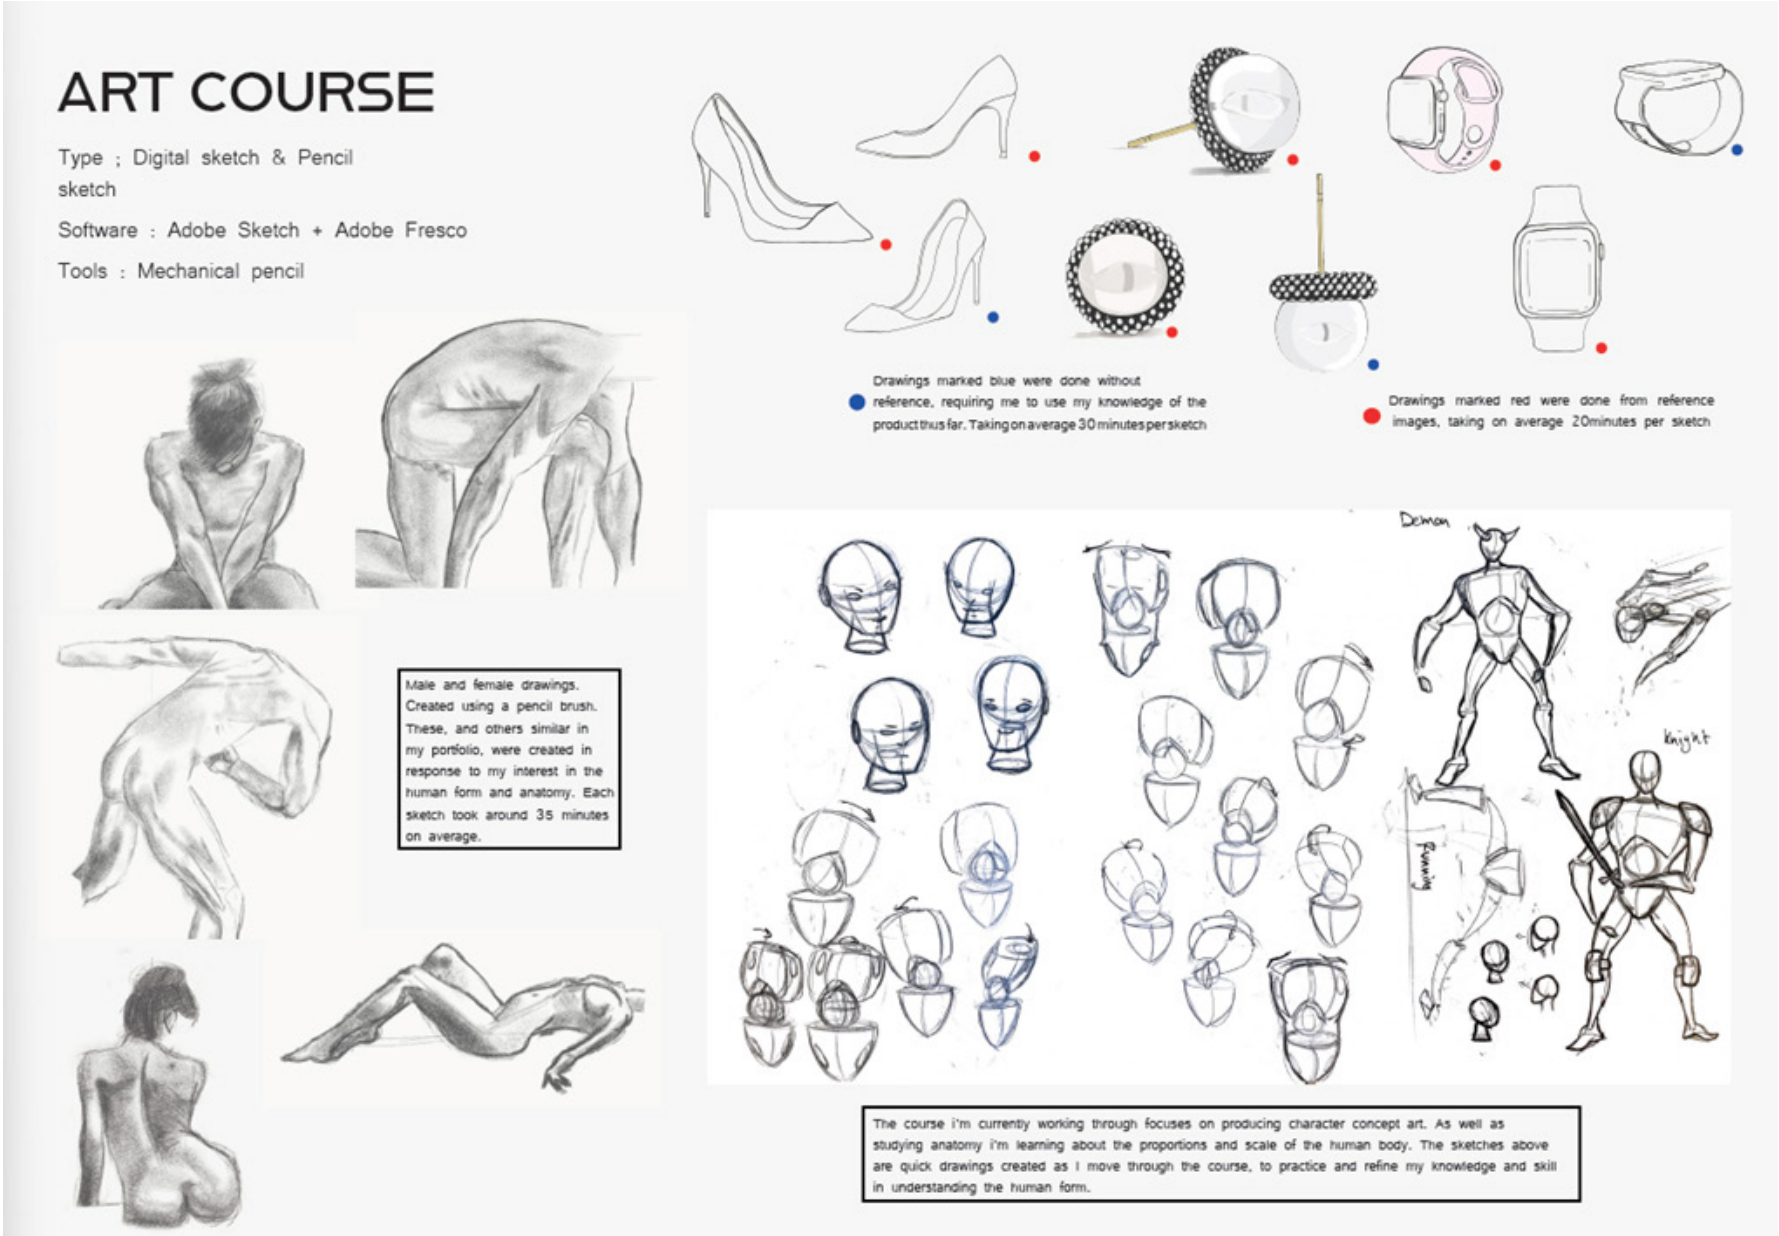 ART COURSE
Type ; Digital sketch & Pencil
sketch
Software : Adobe Sketch + Adobe Fresco
Tools : Mechanical pencil
Drawings marked blue were done without
reference, requiring me to use my knowledge of the
product thus far. Taking on average 30 minutes per sketch
Drawings marked red were done from reference
images, taking on average 20minutes per sketch
Male and female drawings.
Created using a pencil brush.
These, and others similar in
my portfolio, were created in
response to my interest in the
human form and anatomy. Each
sketch took around 35 minutes
on average.
Demon
Knight
Running
The course i'm currently working through focuses on producing character concept art. As well as
studying anatomy i'm learning about the proportions and scale of the human body. The sketches above
are quick drawings created as I move through the course, to practice and refine my knowledge and skill
in understanding the human form.